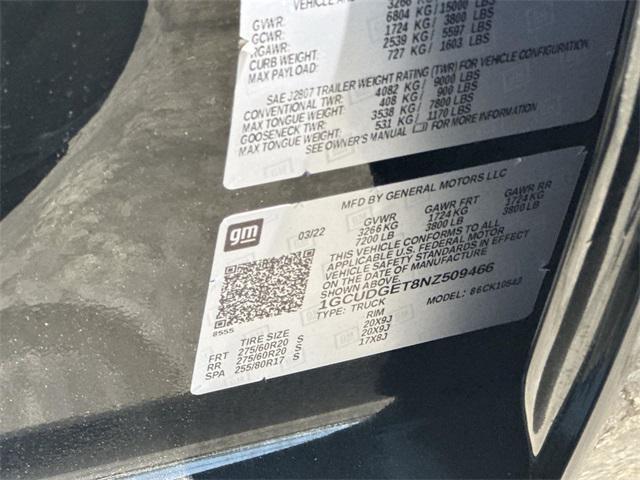 VEHICLE AND
3266 KG/
GVWR: 6804 KG/ 15000 LBS
GCWR: 1724 KG/ 3800 LBS
RGAWR: 2539 KG/ 5597 LBS
CURB WEIGHT: 727 KG/ 1603 LBS
MAX PAYLOAD:
SAE J2807 TRAILER WEIGHT RATING (TWR) FOR VEHICLE CONFIGURATION
CONVENTIONAL TWR: 4082 KG/ 9000 LBS
MAX TONGUE WEIGHT: 408 KG/ 900 LBS
GOOSENECK TWR: 3538 KG/ 7800 LBS
MAX TONGUE WEIGHT: 531 KG/ 1170 LBS
SEE OWNER'S MANUAL FOR MORE INFORMATION
MFD BY GENERAL MOTORS LLC
gm
03/22
GVWR GAWR FRT GAWR RR
3266 KG 1724 KG 1724 KG
7200 LB 3800 LB 3800 LB
THIS VEHICLE CONFORMS TO ALL
APPLICABLE U.S. FEDERAL MOTOR
VEHICLE SAFETY STANDARDS IN EFFECT
ON THE DATE OF MANUFACTURE
SHOWN ABOVE.
1GCUDGET8NZ509466
TYPE: TRUCK MODEL: 86CK10543
8555
TIRE SIZE RIM
FRT 275/60R20 S 20X9J
RR 275/60R20 S 20X9J
SPA 255/80R17 S 17X8J